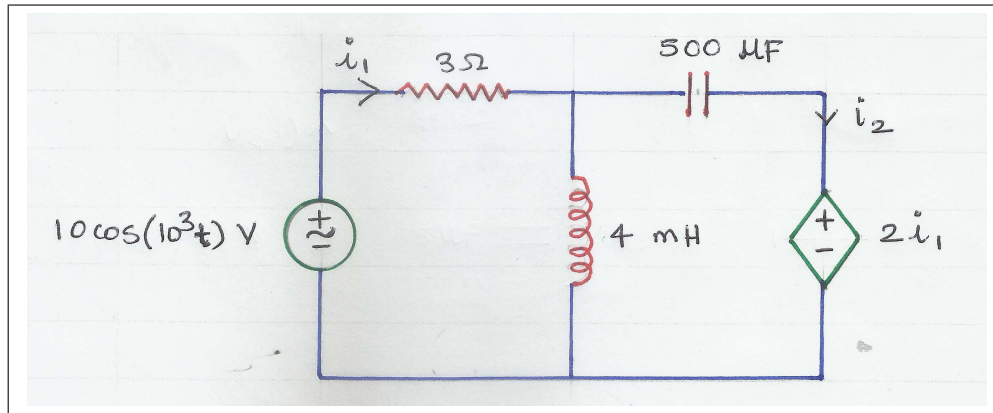 i₁
3Ω
500 μF
i₂
10cos(10³t) V
+
-
4 mH
+
-
2i₁